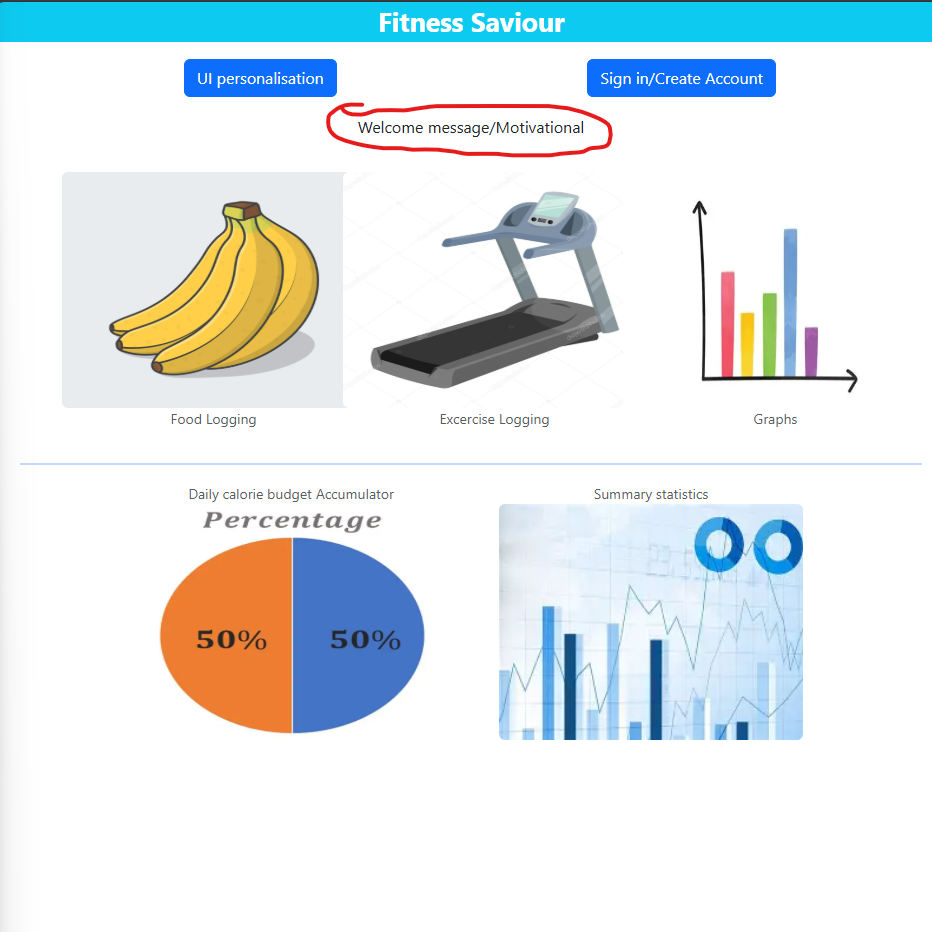 Fitness Saviour
UI personalisation
Sign in/Create Account
Welcome message/Motivational
Food Logging
Excercise Logging
Graphs
Daily calorie budget Accumulator
Summary statistics
Percentage
50%
50%